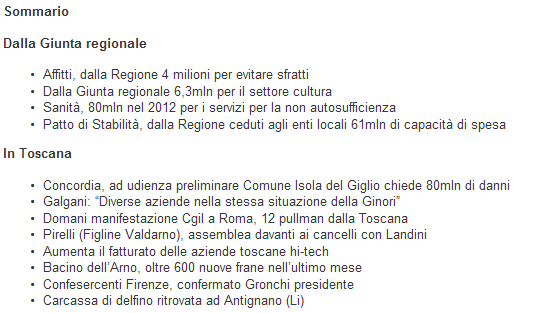 Sommario
Dalla Giunta regionale
• Affitti, dalla Regione 4 milioni per evitare sfratti
• Dalla Giunta regionale 6,3mln per il settore cultura
• Sanità, 80mln nel 2012 per i servizi per la non autosufficienza
• Patto di Stabilità, dalla Regione ceduti agli enti locali 61mln di capacità di spesa
In Toscana
• Concordia, ad udienza preliminare Comune Isola del Giglio chiede 80mln di danni
• Galgani: “Diverse aziende nella stessa situazione della Ginori”
• Domani manifestazione Cgil a Roma, 12 pullman dalla Toscana
• Pirelli (Figline Valdarno), assemblea davanti ai cancelli con Landini
• Aumenta il fatturato delle aziende toscane hi-tech
• Bacino dell’Arno, oltre 600 nuove frane nell’ultimo mese
• Confesercenti Firenze, confermato Gronchi presidente
• Carcassa di delfino ritrovata ad Antignano (Li)